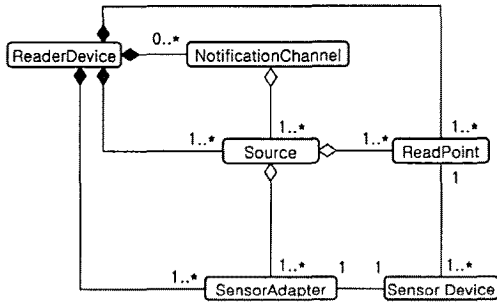 0..*
ReaderDevice
NotificationChannel
1..*
1..*
1..*
1..*
Source
ReadPoint
1
1..*
1..*
1
1
1..*
SensorAdapter
Sensor Device